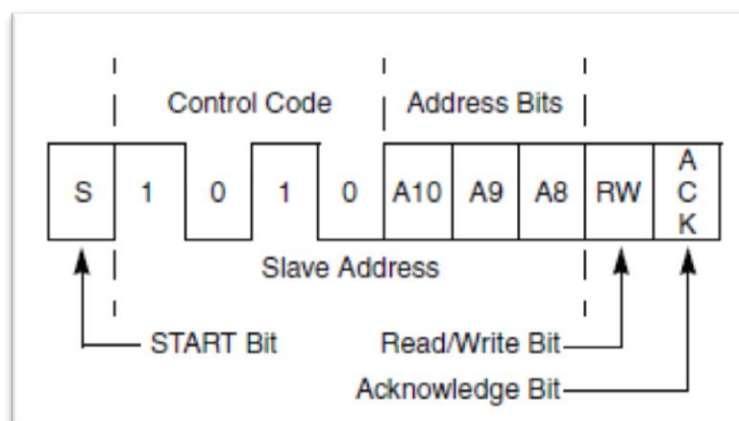 Control Code Address Bits
S 1 0 1 0 A10 A9 A8 RW ACK
Slave Address
START Bit Read/Write Bit
Acknowledge Bit